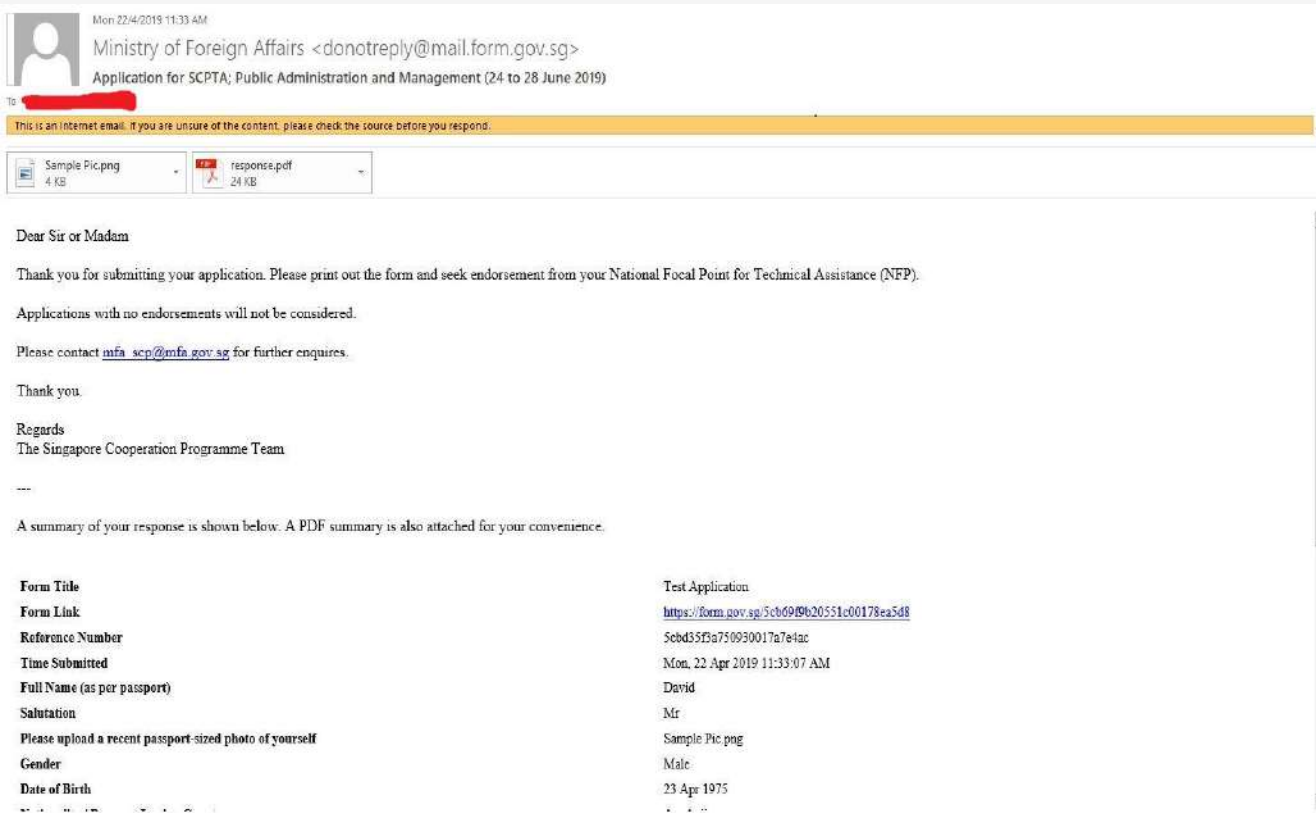 Mon 22/4/2019 11:33 AM
Ministry of Foreign Affairs <donotreply@mail.form.gov.sg>
Application for SCPTA; Public Administration and Management (24 to 28 June 2019)
To
This is an internet email. If you are unsure of the content, please check the source before you respond.
Sample Pic.png
4 KB
response.pdf
24 KB
Dear Sir or Madam
Thank you for submitting your application. Please print out the form and seek endorsement from your National Focal Point for Technical Assistance (NFP).
Applications with no endorsements will not be considered.
Please contact mfa_scp@mfa.gov.sg for further enquires.
Thank you.
Regards
The Singapore Cooperation Programme Team
---
A summary of your response is shown below. A PDF summary is also attached for your convenience.
Form Title Test Application
Form Link https://form.gov.sg/5cb69f9b20551c00178ea5d8
Reference Number 5cbd35f3a750930017a7e4ac
Time Submitted Mon, 22 Apr 2019 11:33:07 AM
Full Name (as per passport) David
Salutation Mr
Please upload a recent passport-sized photo of yourself Sample Pic.png
Gender Male
Date of Birth 23 Apr 1975